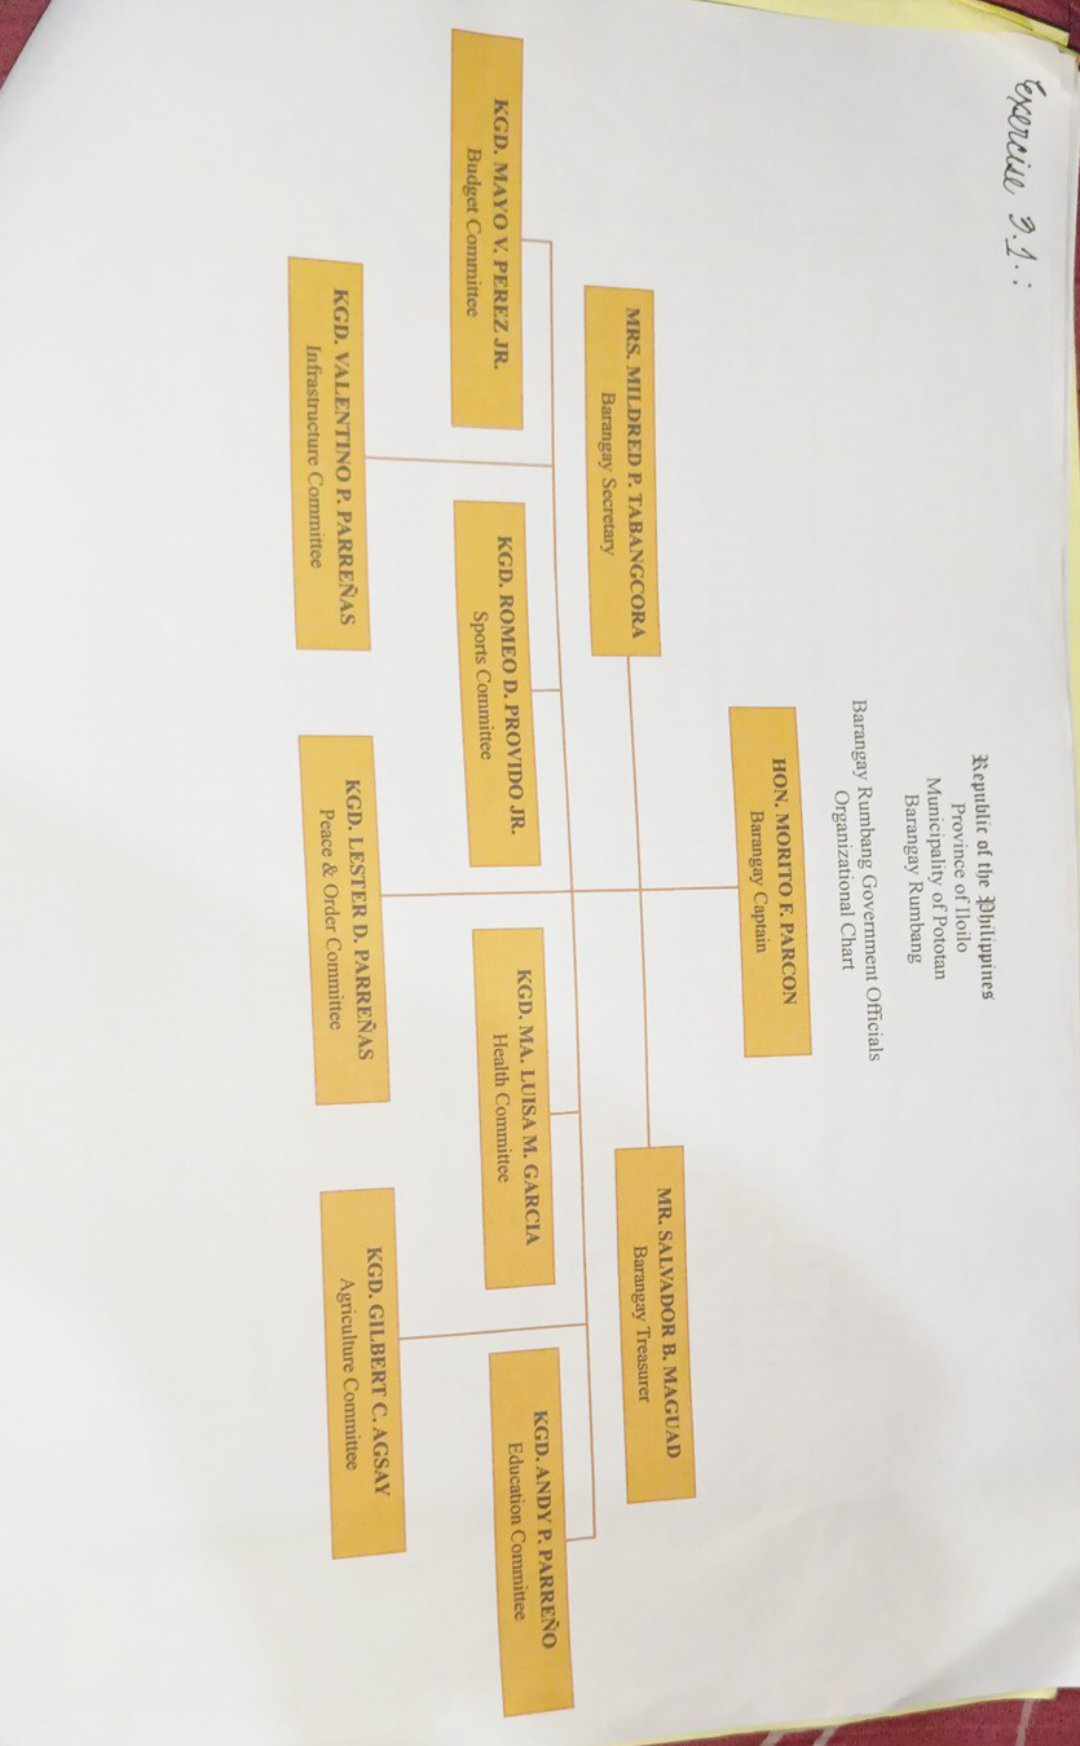 Exercise 2.1.:
Republic of the Philippines
Province of Iloilo
Municipality of Pototan
Barangay Rumbang
Barangay Rumbang Government Officials
Organizational Chart
HON. MORITO F. PARCON
Barangay Captain
MRS. MILDRED P. TABANGCORA
Barangay Secretary
MR. SALVADOR B. MAGUAD
Barangay Treasurer
KGD. MAYO V. PEREZ JR.
Budget Committee
KGD. ROMEO D. PROVIDO JR.
Sports Committee
KGD. MA. LUISA M. GARCIA
Health Committee
KGD. ANDY P. PARREÑO
Education Committee
KGD. VALENTINO P. PARREÑAS
Infrastructure Committee
KGD. LESTER D. PARREÑAS
Peace & Order Committee
KGD. GILBERT C. AGSAY
Agriculture Committee